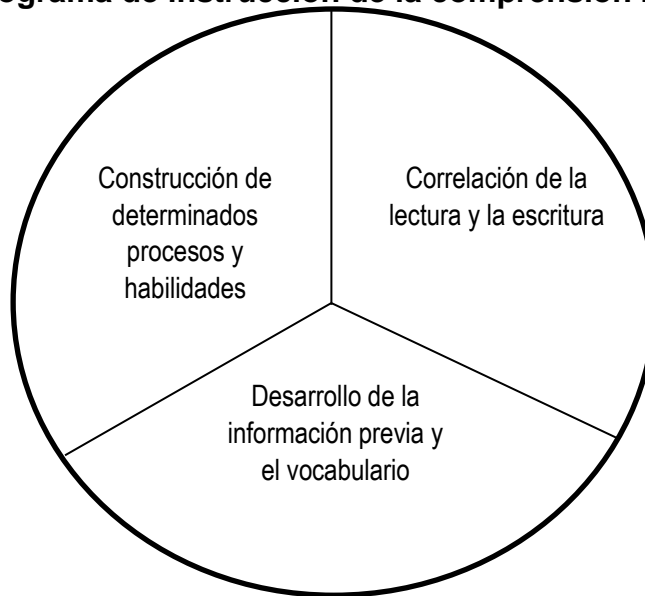 ograma de instrucción de la comprensión
Construcción de
determinados
procesos y
habilidades
Correlación de la
lectura y la escritura
Desarrollo de la
información previa y
el vocabulario